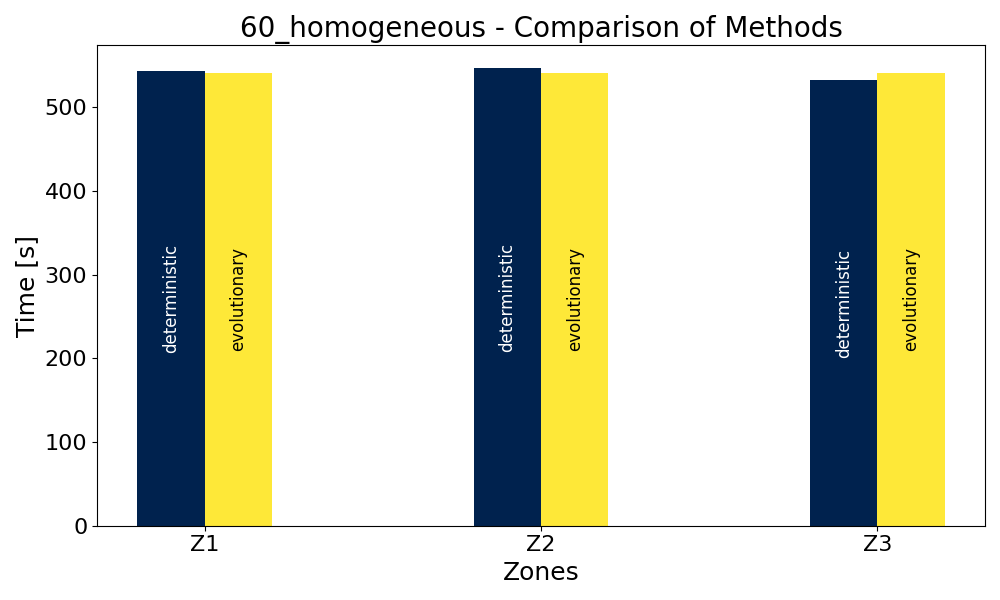 60_homogeneous - Comparison of Methods
Time [s]
500
400
300
200
100
0
deterministic
evolutionary
deterministic
evolutionary
deterministic
evolutionary
Z1
Z2
Z3
Zones